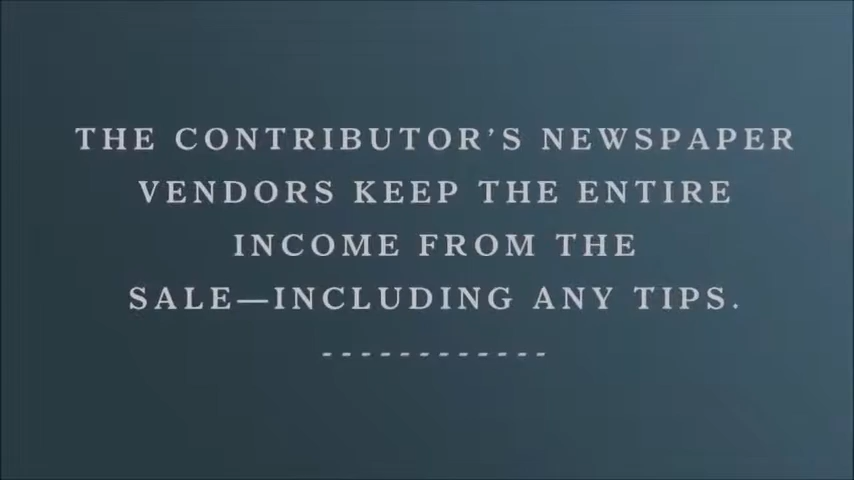 THE CONTRIBUTOR'S NEWSPAPER
VENDORS KEEP THE ENTIRE
INCOME FROM THE
SALE—INCLUDING ANY TIPS.
------------